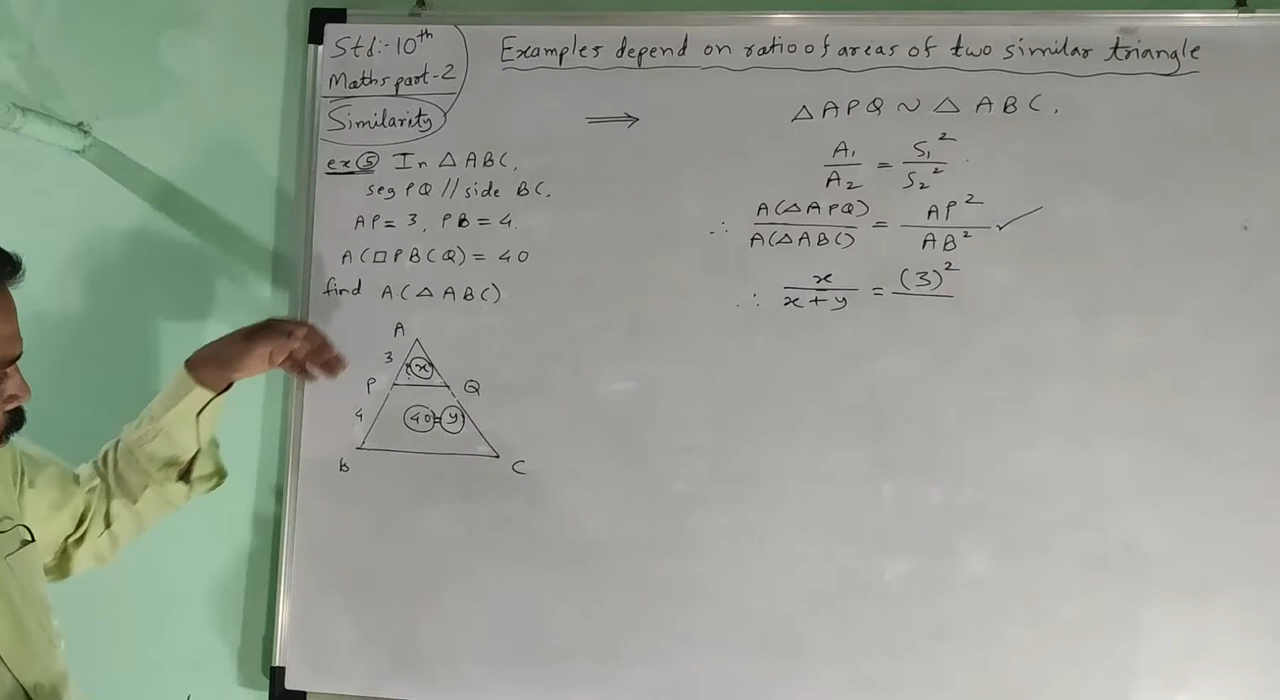 Std:- 10th
Maths part-2
Similarity
Examples depend on ratio of areas of two similar triangle
ex ⑤ In △ ABC,
seg PQ // side BC.
AP = 3, PB = 4.
A(□ PBCQ) = 40
find A(△ ABC)
A
3
x
P
Q
4
40 = y
B
C
⟹ △ APQ ~ △ ABC.
A₁/A₂ = S₁²/S₂²
∴ A(△APQ)/A(△ABC) = AP²/AB² ✓
∴ x/x+y = (3)²/